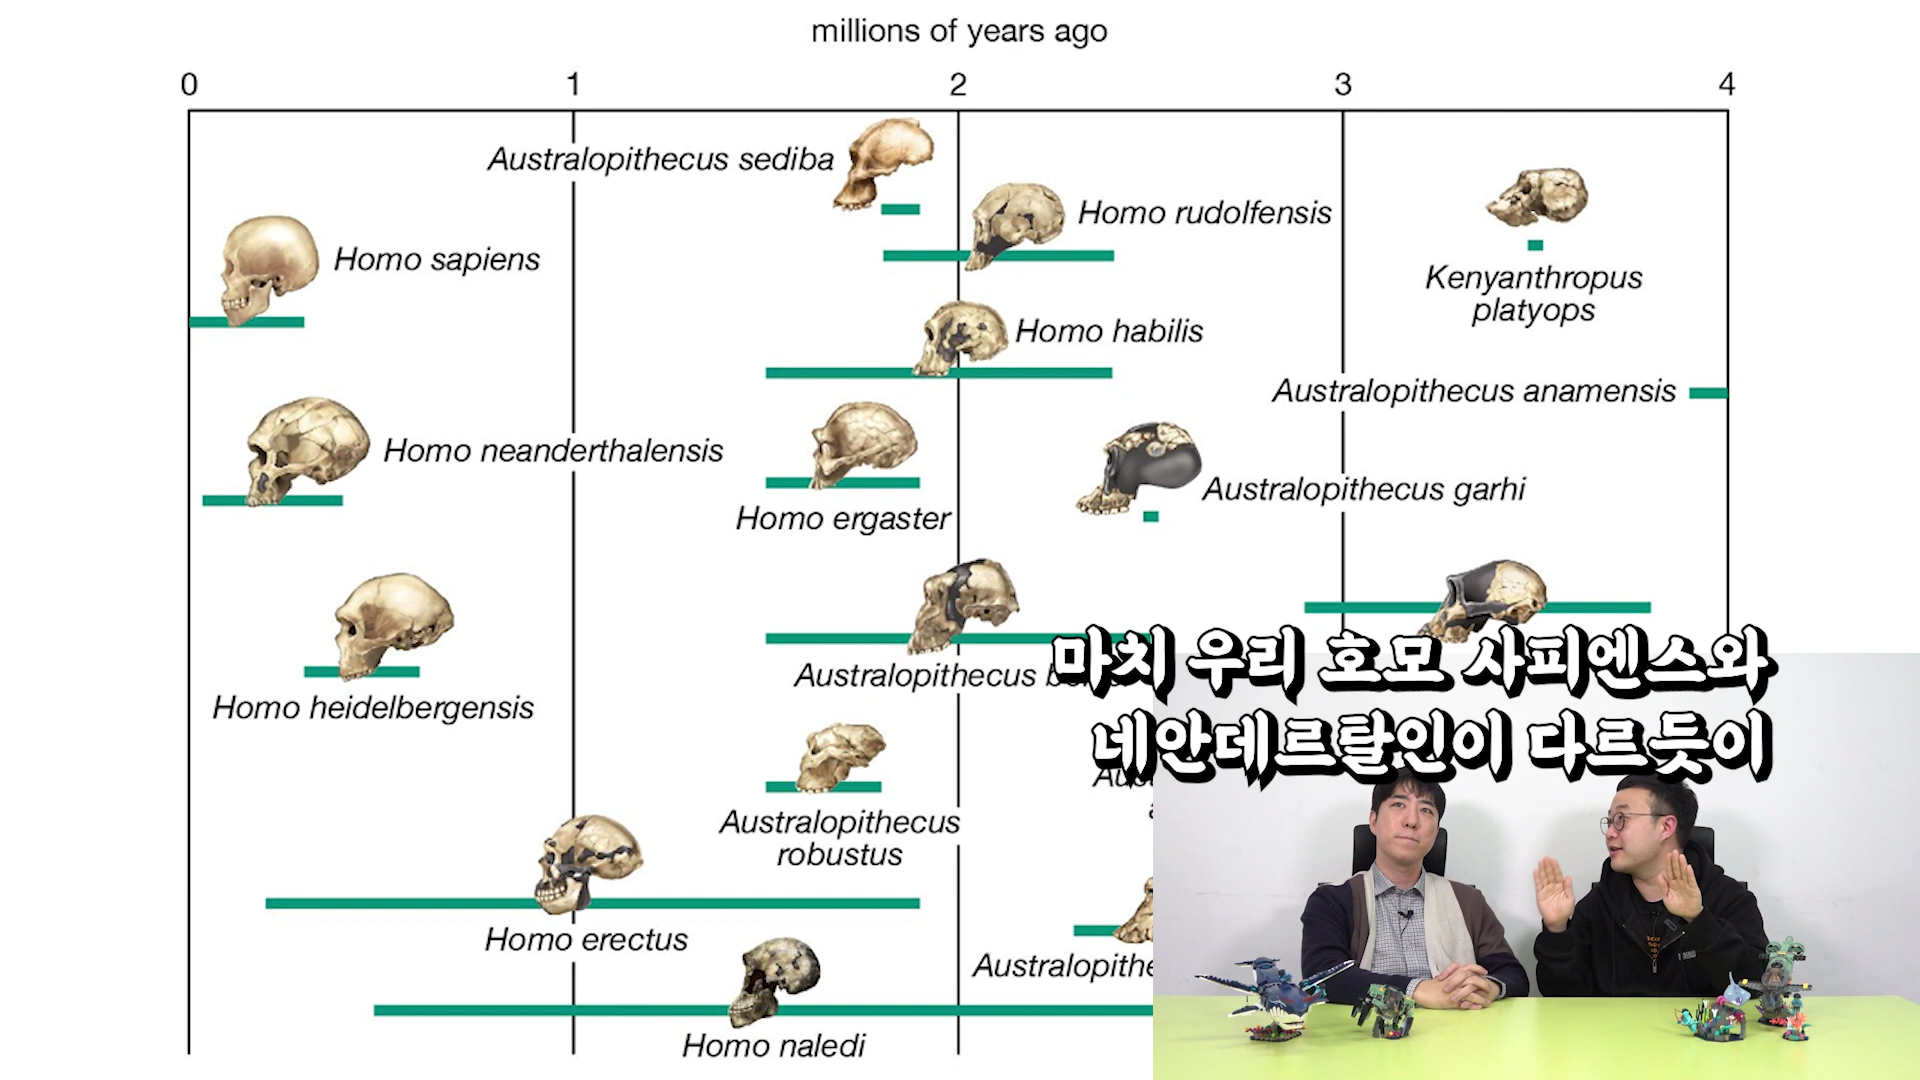 millions of years ago
0 1 2 3 4
Australopithecus sediba
Homo rudolfensis
Homo sapiens
Kenyanthropus
platyops
Homo habilis
Australopithecus anamensis
Homo neanderthalensis
Australopithecus garhi
Homo ergaster
Australopithecus
마치 우리 호모 사피엔스와
네안데르탈인이 다르듯이
Homo heidelbergensis
Australopithecus
robustus
Homo erectus
Australopithe
Homo naledi